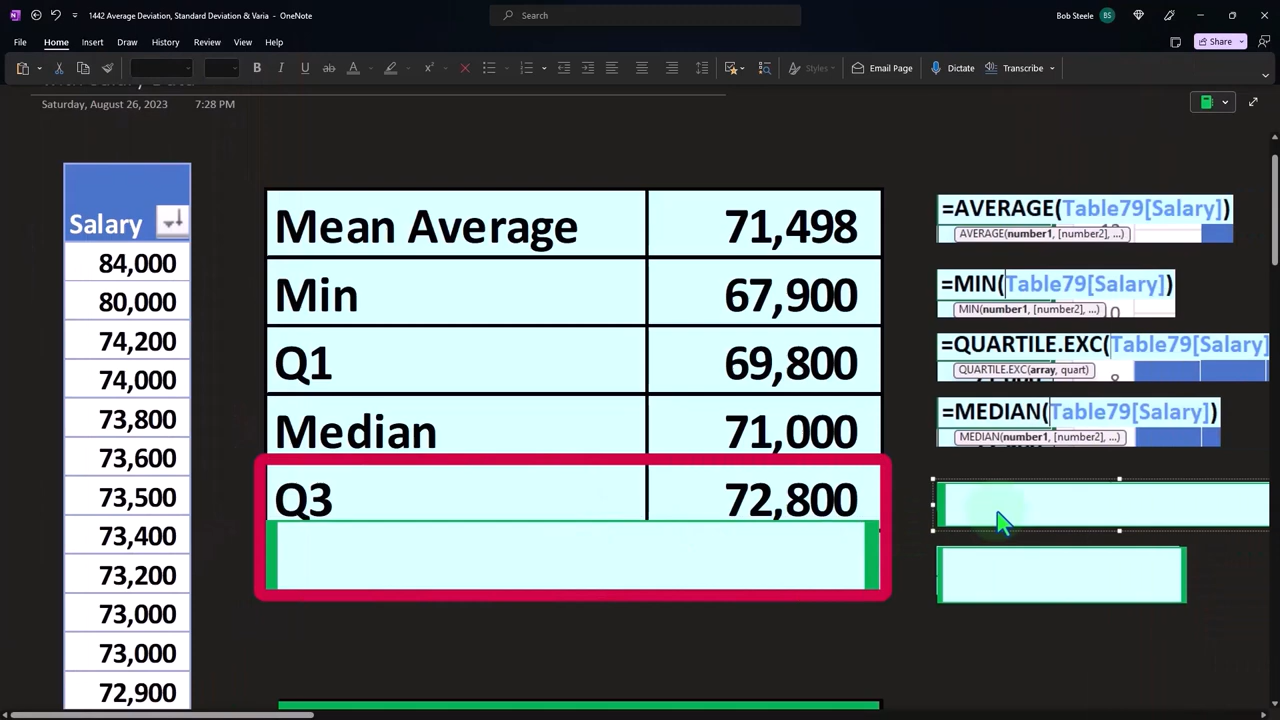 1442 Average Deviation, Standard Deviation & Varia - OneNote
Search
Bob Steele
BS
File Home Insert Draw History Review View Help
Share
B I U ab A x Email Page Styles Dictate Transcribe
Saturday, August 26, 2023 7:28 PM
Salary
84,000
80,000
74,200
74,000
73,800
73,600
73,500
73,400
73,200
73,000
73,000
72,900
Mean Average 71,498
Min 67,900
Q1 69,800
Median 71,000
Q3 72,800
=AVERAGE(Table79[Salary])
AVERAGE(number1, [number2], ...)
=MIN(Table79[Salary])
MIN(number1, [number2], ...)
=QUARTILE.EXC(Table79[Salary]
QUARTILE.EXC(array, quart)
=MEDIAN(Table79[Salary])
MEDIAN(number1, [number2], ...)